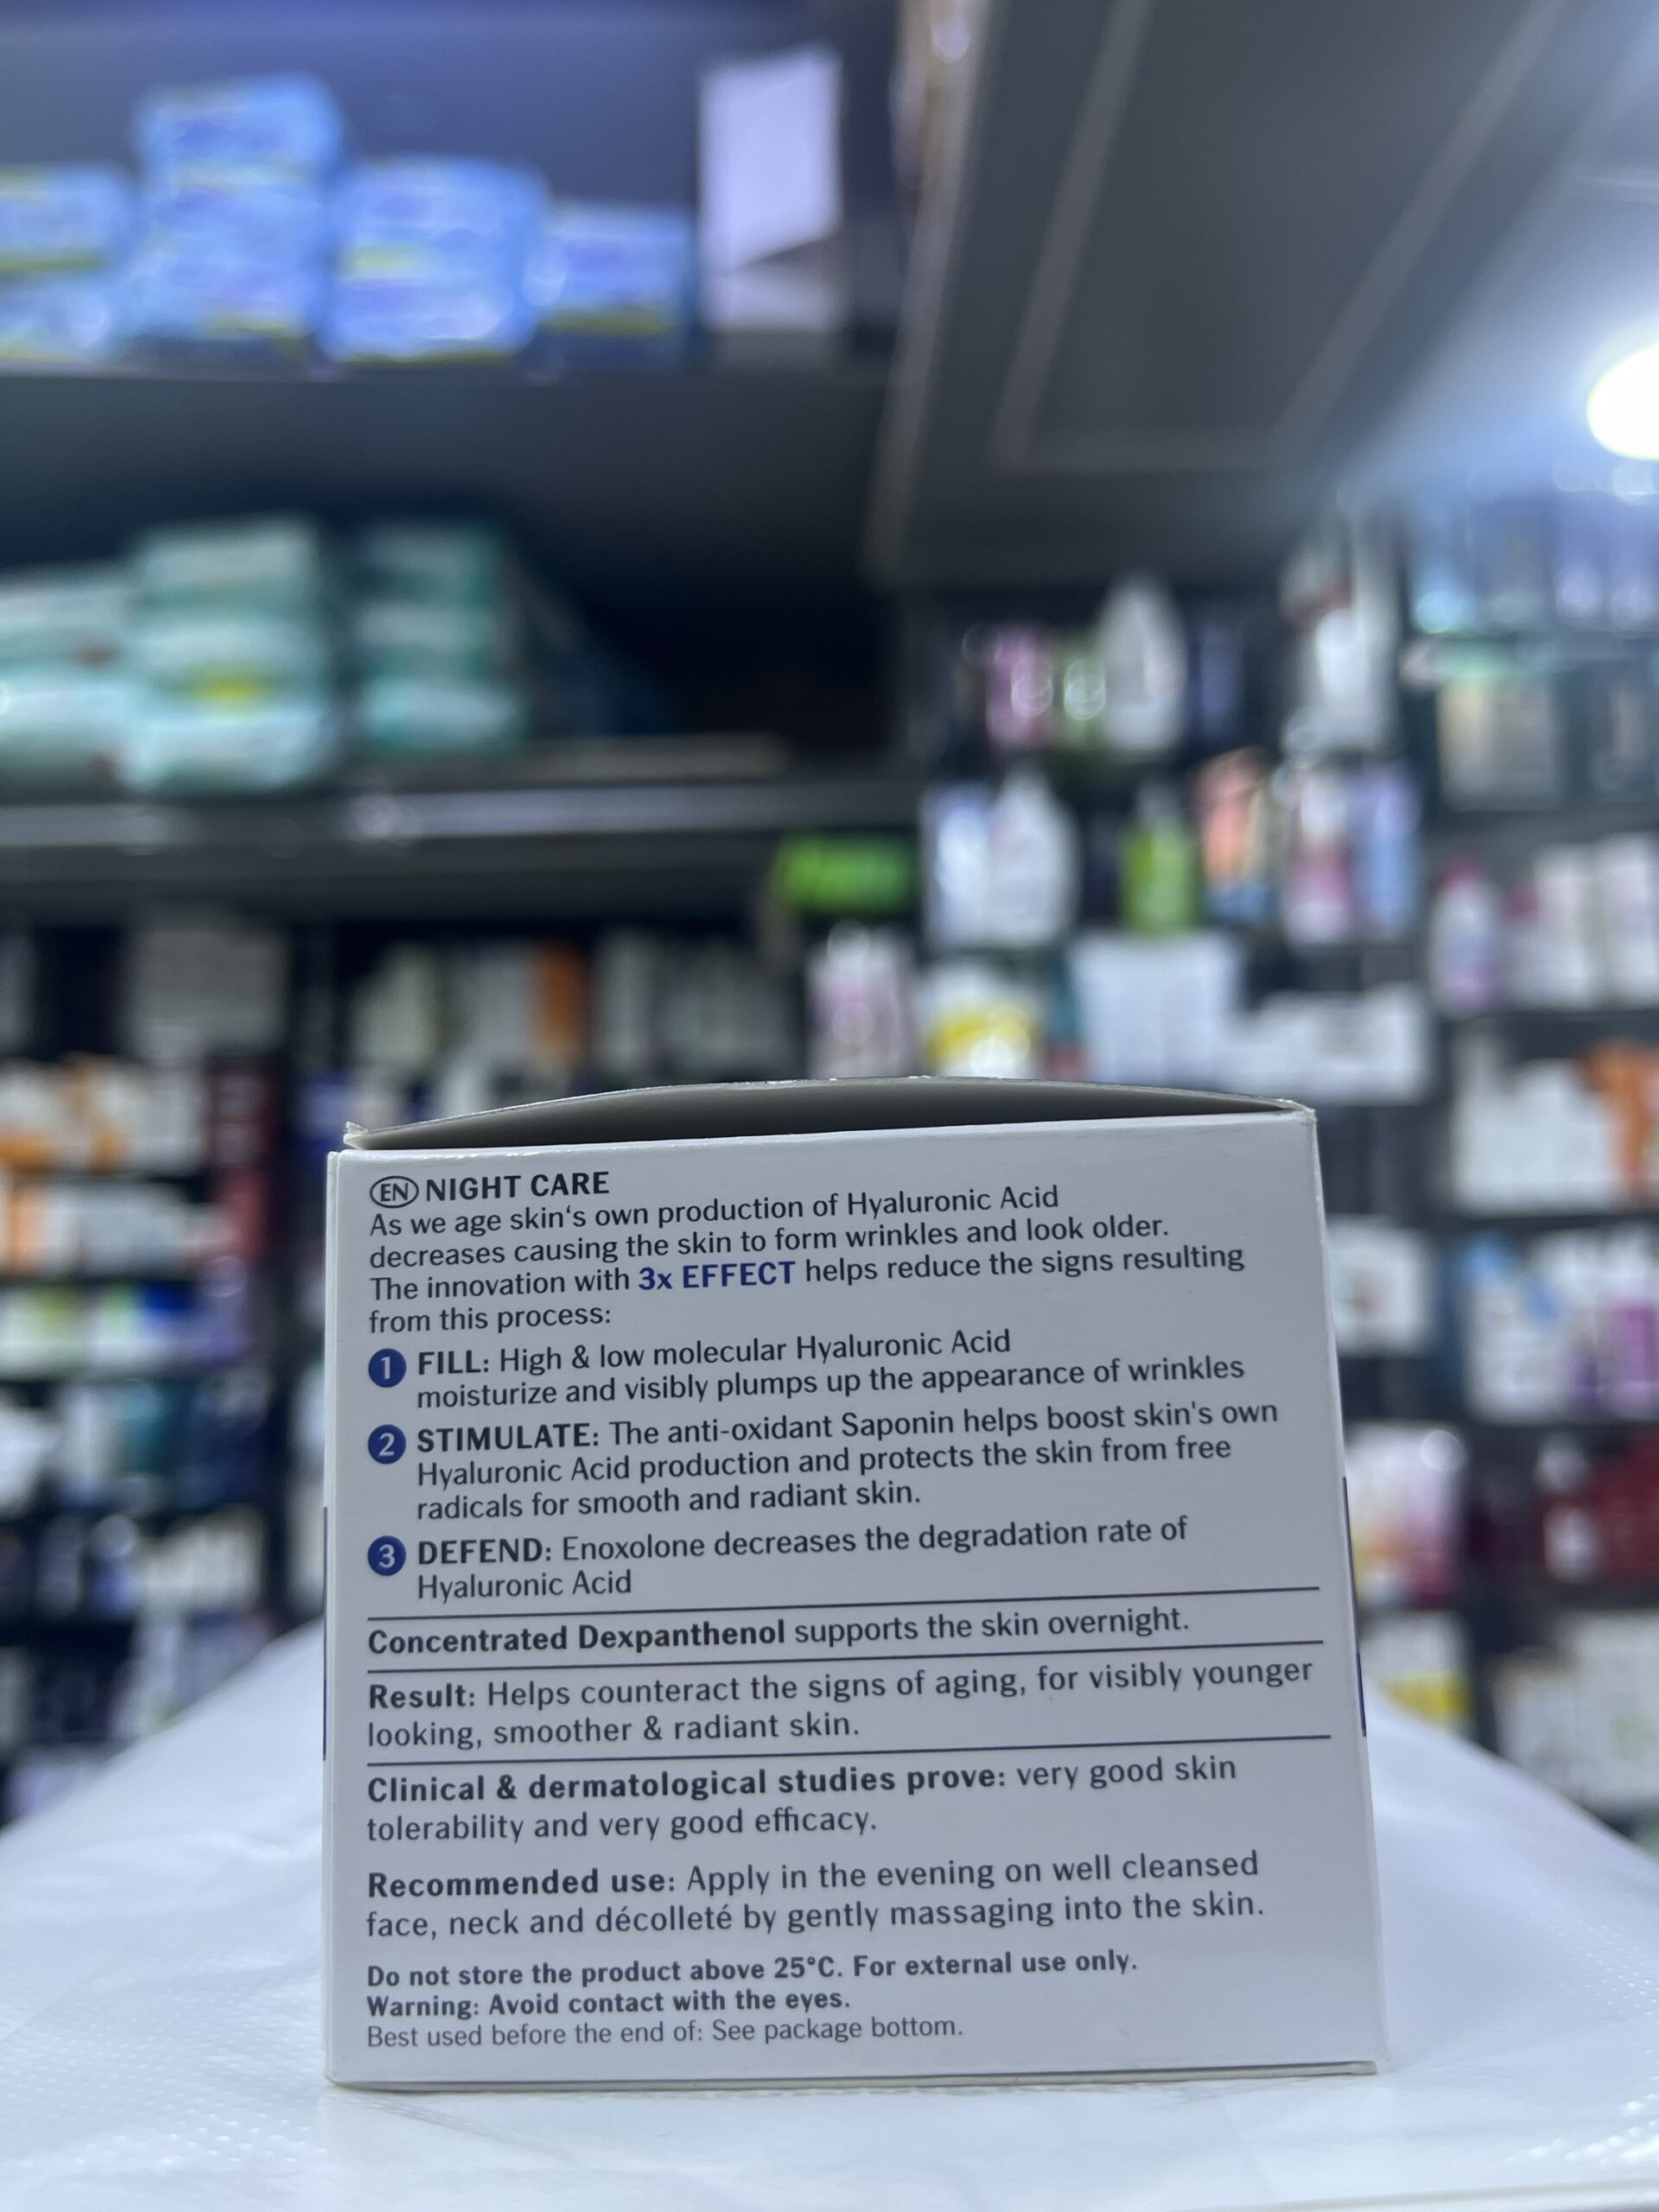 EN NIGHT CARE
As we age skin‘s own production of Hyaluronic Acid
decreases causing the skin to form wrinkles and look older.
The innovation with 3x EFFECT helps reduce the signs resulting
from this process:
1 FILL: High & low molecular Hyaluronic Acid
moisturize and visibly plumps up the appearance of wrinkles
2 STIMULATE: The anti-oxidant Saponin helps boost skin's own
Hyaluronic Acid production and protects the skin from free
radicals for smooth and radiant skin.
3 DEFEND: Enoxolone decreases the degradation rate of
Hyaluronic Acid
Concentrated Dexpanthenol supports the skin overnight.
Result: Helps counteract the signs of aging, for visibly younger
looking, smoother & radiant skin.
Clinical & dermatological studies prove: very good skin
tolerability and very good efficacy.
Recommended use: Apply in the evening on well cleansed
face, neck and décolleté by gently massaging into the skin.
Do not store the product above 25°C. For external use only.
Warning: Avoid contact with the eyes.
Best used before the end of: See package bottom.